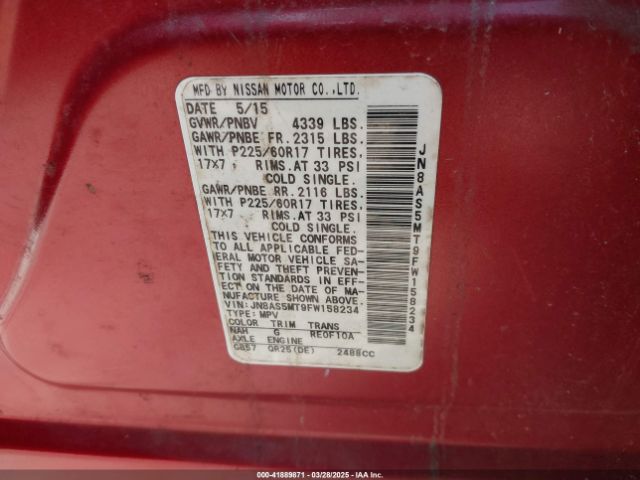 MFD BY NISSAN MOTOR CO.,LTD.
DATE 5/15
GVWR/PNBV 4339 LBS.
GAWR/PNBE FR. 2315 LBS.
WITH P225/60R17 TIRES,
17X7 RIMS.AT 33 PSI
COLD SINGLE.
GAWR/PNBE RR. 2116 LBS.
WITH P225/60R17 TIRES,
17X7 RIMS.AT 33 PSI
COLD SINGLE.
THIS VEHICLE CONFORMS
TO ALL APPLICABLE FED-
ERAL MOTOR VEHICLE SA-
FETY AND THEFT PREVEN-
TION STANDARDS IN EFFECT
ON THE DATE OF MA-
NUFACTURE SHOWN ABOVE.
VIN: JN8AS5MT9FW158234
TYPE: MPV
COLOR TRIM TRANS
NAH G RE0F10A
AXLE ENGINE
GB57 QR25(DE) 2488CC
JN8AS5MT9FW158234
000-41889871 - 03/28/2025 - IAAI